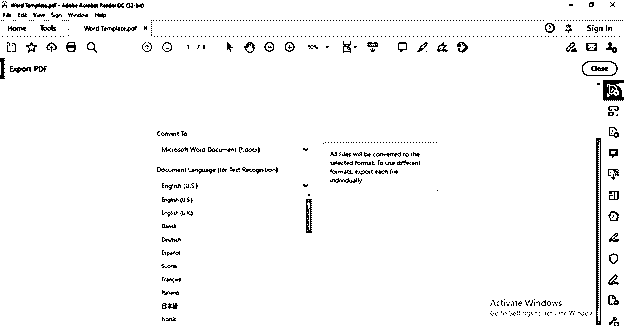 Word Template.pdf - Adobe Acrobat Reader DC (32-bit)
File Edit View Sign Window Help
Home Tools Word Template.pdf ×
Sign In
Export PDF
Close
Convert To
Microsoft Word Document (*.docx)
All files will be converted to the
selected format. To use different
formats, export each file
individually.
Document Language (for Text Recognition)
English (U.S.)
English (U.S.)
English (U.K.)
Dansk
Deutsch
Español
Suomi
Français
Italiano
日本語
Norsk
Activate Windows
Go to Settings to activate Windows